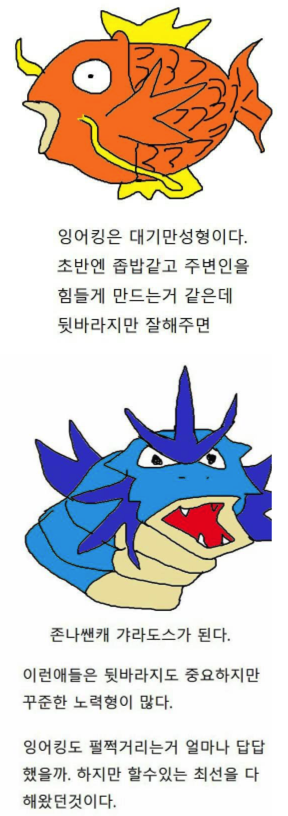 잉어킹은 대기만성형이다.
초반엔 좁밥같고 주변인을
힘들게 만드는거 같은데
뒷바라지만 잘해주면
존나쌘캐 갸라도스가 된다.
이런애들은 뒷바라지도 중요하지만
꾸준한 노력형이 많다.
잉어킹도 펄쩍거리는거 얼마나 답답
했을까. 하지만 할수있는 최선을 다
해왔던것이다.